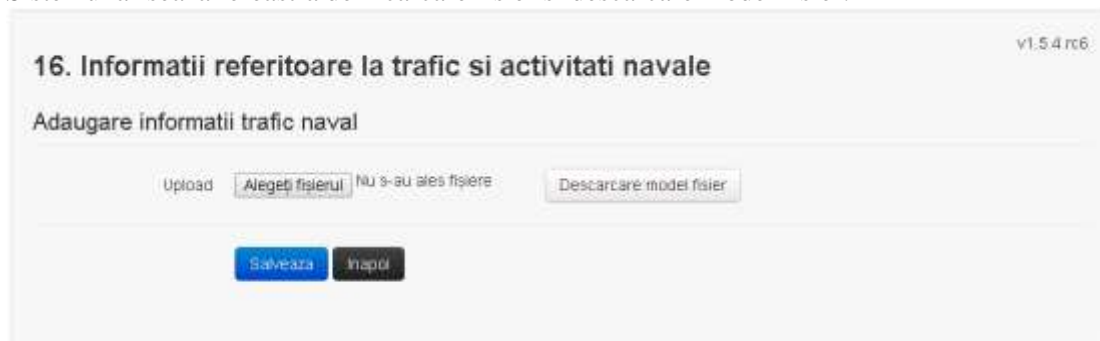 v1.5.4 rc6
16. Informatii referitoare la trafic si activitati navale
Adaugare informatii trafic naval
Upload Alegeți fișierul Nu s-au ales fișiere Descarcare model fisier
Salveaza Inapoi